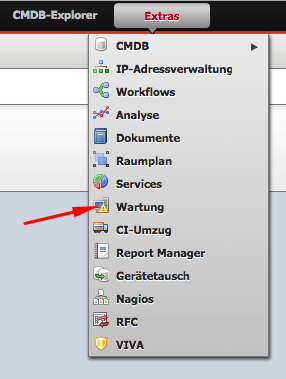 CMDB-Explorer
Extras
CMDB
IP-Adressverwaltung
Workflows
Analyse
Dokumente
Raumplan
Services
Wartung
CI-Umzug
Report Manager
Gerätetausch
Nagios
RFC
VIVA